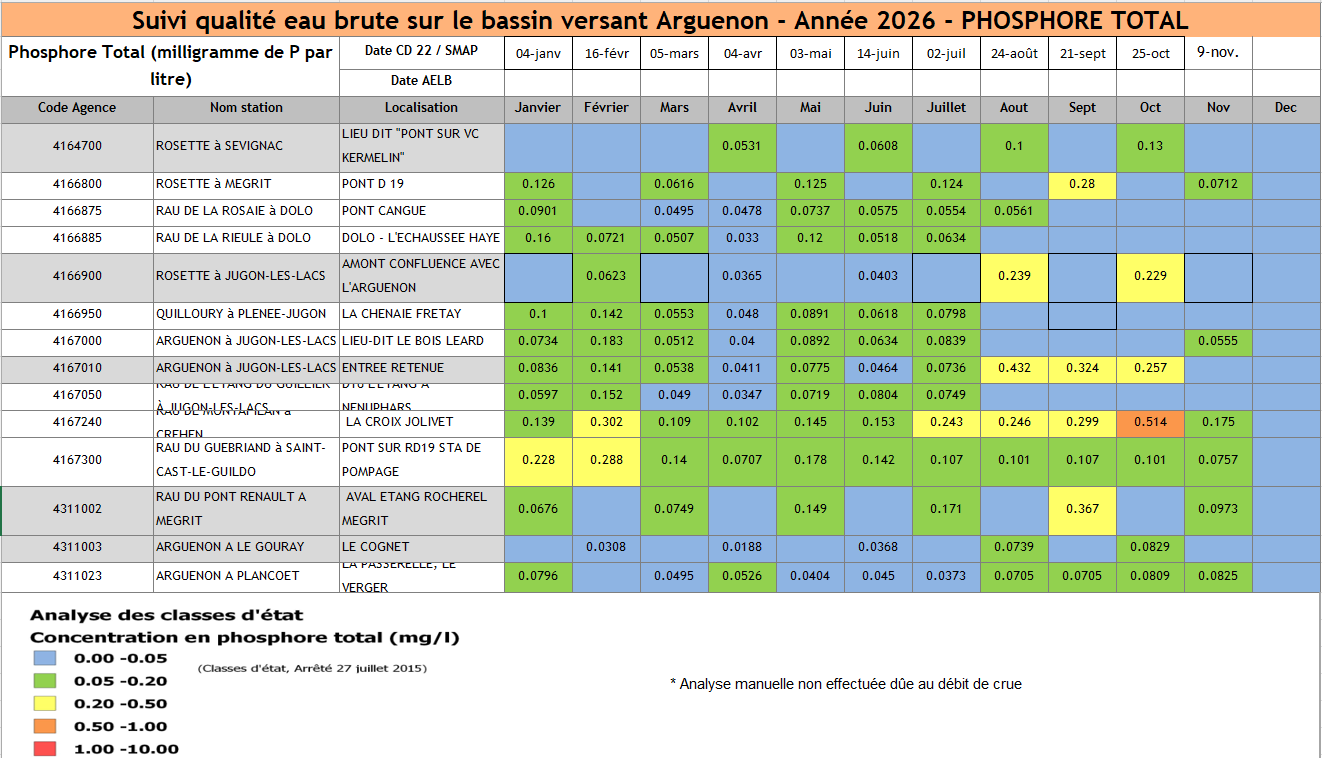 Suivi qualité eau brute sur le bassin versant Arguenon - Année 2026 - PHOSPHORE TOTAL
Phosphore Total (milligramme de P par litre) Date CD 22 / SMAP 04-janv 16-févr 05-mars 04-avr 03-mai 14-juin 02-juil 24-août 21-sept 25-oct 9-nov.
Date AELB
Code Agence Nom station Localisation Janvier Février Mars Avril Mai Juin Juillet Aout Sept Oct Nov Dec
4164700 ROSETTE à SEVIGNAC LIEU DIT "PONT SUR VC KERMELIN" 0.0531 0.0608 0.1 0.13
4166800 ROSETTE à MEGRIT PONT D 19 0.126 0.0616 0.125 0.124 0.28 0.0712
4166875 RAU DE LA ROSAIE à DOLO PONT CANGUE 0.0901 0.0495 0.0478 0.0737 0.0575 0.0554 0.0561
4166885 RAU DE LA RIEULE à DOLO DOLO - L'ECHAUSSEE HAYE 0.16 0.0721 0.0507 0.033 0.12 0.0518 0.0634
4166900 ROSETTE à JUGON-LES-LACS AMONT CONFLUENCE AVEC L'ARGUENON 0.0623 0.0365 0.0403 0.239 0.229
4166950 QUILLOURY à PLENEE-JUGON LA CHENAIE FRETAY 0.1 0.142 0.0553 0.048 0.0891 0.0618 0.0798
4167000 ARGUENON à JUGON-LES-LACS LIEU-DIT LE BOIS LEARD 0.0734 0.183 0.0512 0.04 0.0892 0.0634 0.0839 0.0555
4167010 ARGUENON à JUGON-LES-LACS ENTREE RETENUE 0.0836 0.141 0.0538 0.0411 0.0775 0.0464 0.0736 0.432 0.324 0.257
4167050 RAU DE L'ETANG DU GUILLIER À JUGON-LES-LACS L'ETANG A NENUPHARS 0.0597 0.152 0.049 0.0347 0.0719 0.0804 0.0749
4167240 RAU DE MONTAFILAN à CREHEN LA CROIX JOLIVET 0.139 0.302 0.109 0.102 0.145 0.153 0.243 0.246 0.299 0.514 0.175
4167300 RAU DU GUEBRIAND à SAINT-CAST-LE-GUILDO PONT SUR RD19 STA DE POMPAGE 0.228 0.288 0.14 0.0707 0.178 0.142 0.107 0.101 0.107 0.101 0.0757
4311002 RAU DU PONT RENAULT A MEGRIT AVAL ETANG ROCHEREL MEGRIT 0.0676 0.0749 0.149 0.171 0.367 0.0973
4311003 ARGUENON A LE GOURAY LE COGNET 0.0308 0.0188 0.0368 0.0739 0.0829
4311023 ARGUENON A PLANCOET LA PASSERELLE, LE VERGER 0.0796 0.0495 0.0526 0.0404 0.045 0.0373 0.0705 0.0705 0.0809 0.0825
Analyse des classes d'état
Concentration en phosphore total (mg/l)
0.00 -0.05
(Classes d'état, Arrêté 27 juillet 2015)
0.05 -0.20
* Analyse manuelle non effectuée dûe au débit de crue
0.20 -0.50
0.50 -1.00
1.00 -10.00